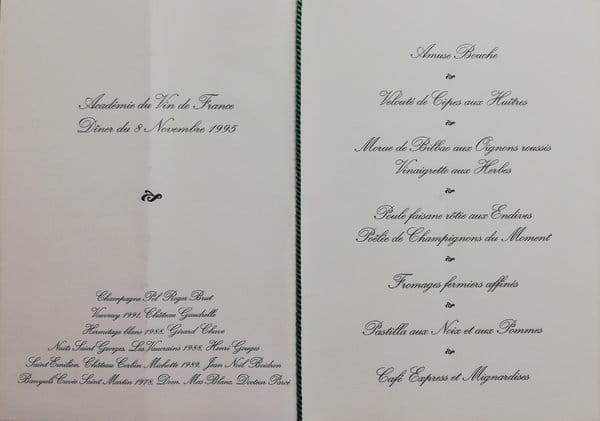 Académie du Vin de France
Dîner du 8 Novembre 1995
Champagne Pol Roger Brut
Vouvray 1991, Château Gaudrelle
Hermitage blanc 1988, Gérard Chave
Nuits Saint Georges, Les Vaucrains 1988, Henri Gouges
Saint Emilion, Château Corbin Michotte 1989, Jean Noël Boidron
Banyuls Cuvée Saint Martin 1978, Dom. Mas Blanc, Docteur Parcé
Amuse Bouche
Velouté de Cèpes aux Huîtres
Morue de Bilbao aux Oignons roussis
Vinaigrette aux Herbes
Poule faisane rôtie aux Endives
Poêlée de Champignons du Moment
Fromages fermiers affinés
Pastilla aux Noix et aux Pommes
Café Express et Mignardises